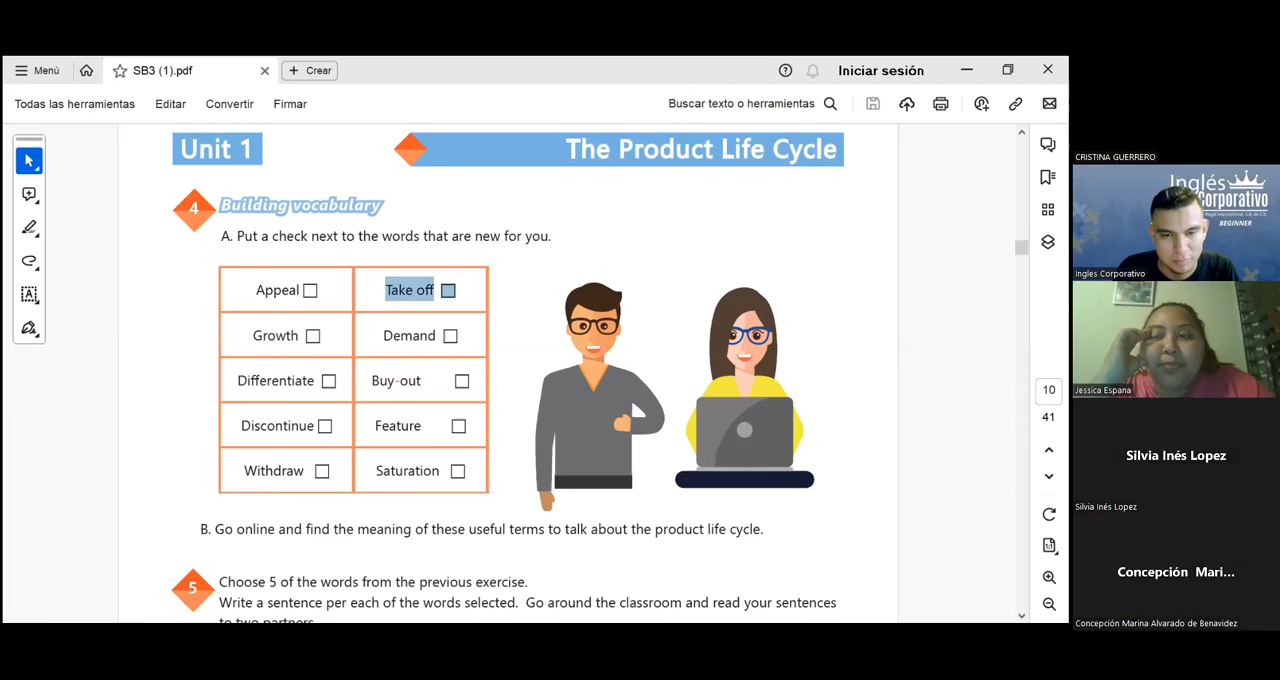 Menú
SB3 (1).pdf
Crear
Iniciar sesión
Todas las herramientas
Editar
Convertir
Firmar
Buscar texto o herramientas
Unit 1
The Product Life Cycle
4
Building vocabulary
A. Put a check next to the words that are new for you.
Appeal
Take off
Growth
Demand
Differentiate
Buy-out
Discontinue
Feature
Withdraw
Saturation
B. Go online and find the meaning of these useful terms to talk about the product life cycle.
5
Choose 5 of the words from the previous exercise.
Write a sentence per each of the words selected. Go around the classroom and read your sentences
to two partners
10
41
CRISTINA GUERRERO
Inglés
Corporativo
BEGINNER
Ingles Corporativo
Jessica Espana
Silvia Inés Lopez
Silvia Inés Lopez
Concepción Mari...
Concepción Marina Alvarado de Benavidez